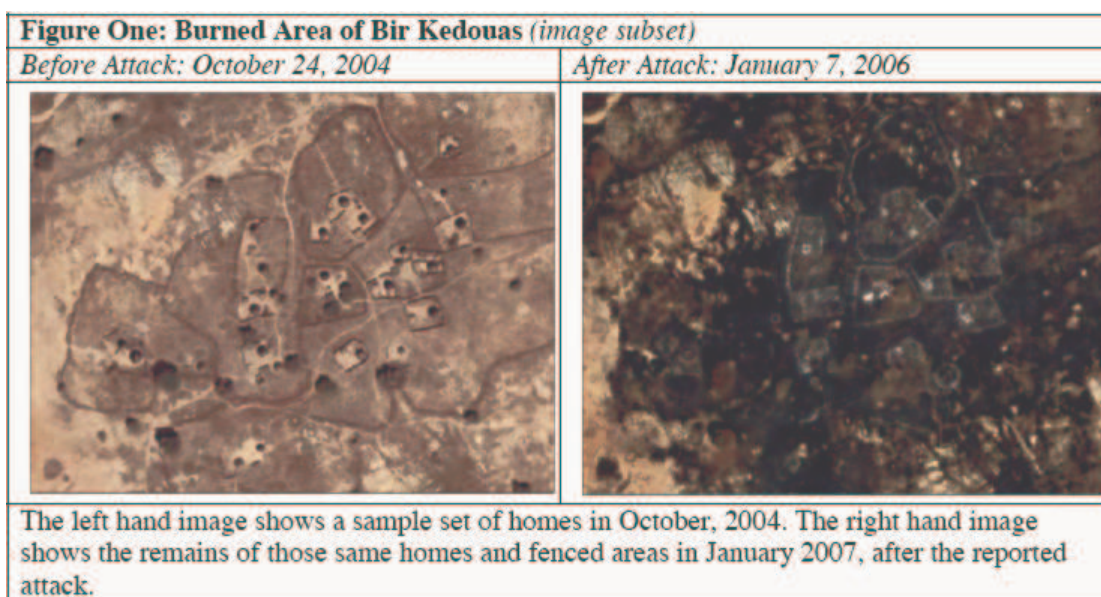 Figure One: Burned Area of Bir Kedouas (image subset)
Before Attack: October 24, 2004
After Attack: January 7, 2006
The left hand image shows a sample set of homes in October, 2004. The right hand image
shows the remains of those same homes and fenced areas in January 2007, after the reported
attack.